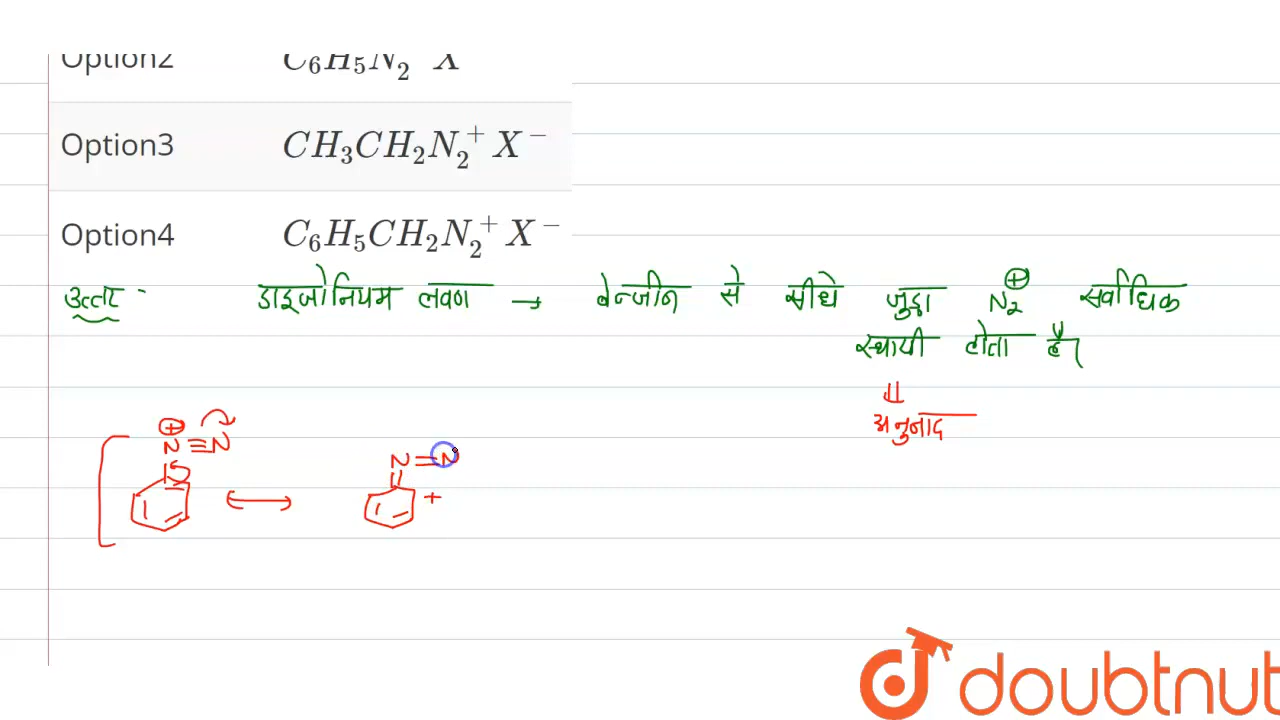 Option2 C₆H₅N₂ X
Option3 CH₃CH₂N₂⁺ X⁻
Option4 C₆H₅CH₂N₂⁺ X⁻
उत्तर - डाइजोनियम लवण → बेन्जीन से सीधे जुड़ा N₂⊕ सर्वाधिक
स्थायी होता है।
⇓
अनुनाद
⊕
N≡N
N=N
⟷
+
doubtnut